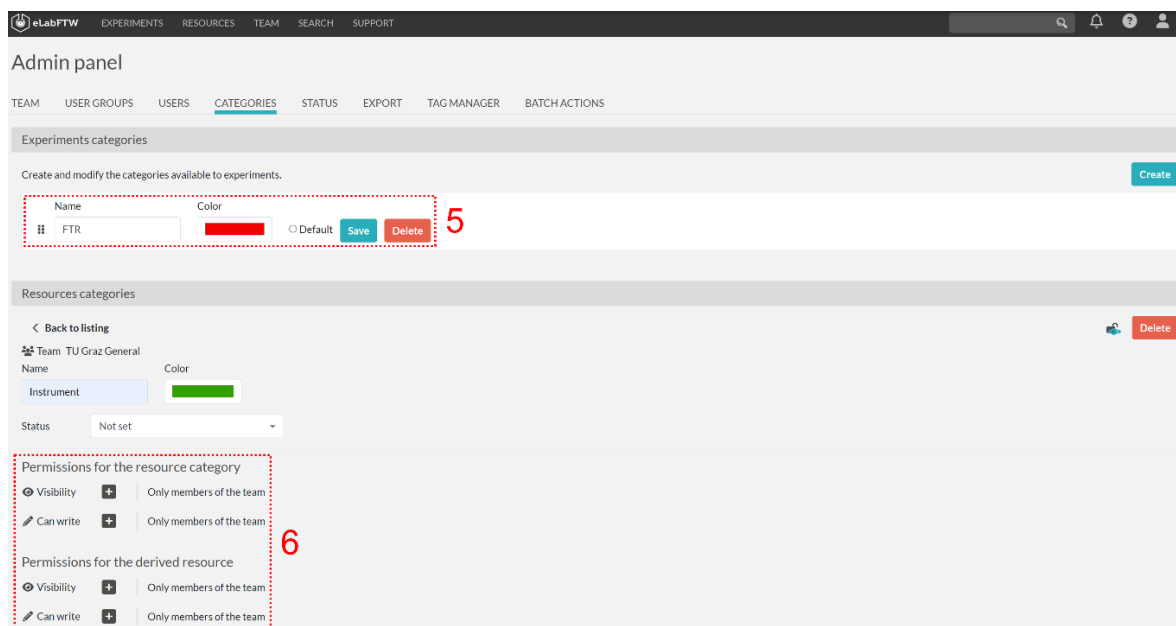 eLabFTW EXPERIMENTS RESOURCES TEAM SEARCH SUPPORT
Admin panel
TEAM USER GROUPS USERS CATEGORIES STATUS EXPORT TAG MANAGER BATCH ACTIONS
Experiments categories
Create and modify the categories available to experiments. Create
Name Color
FTR Default Save Delete 5
Resources categories
Back to listing Delete
Team TU Graz General
Name Color
Instrument
Status Not set
Permissions for the resource category
Visibility Only members of the team
Can write Only members of the team
6
Permissions for the derived resource
Visibility Only members of the team
Can write Only members of the team